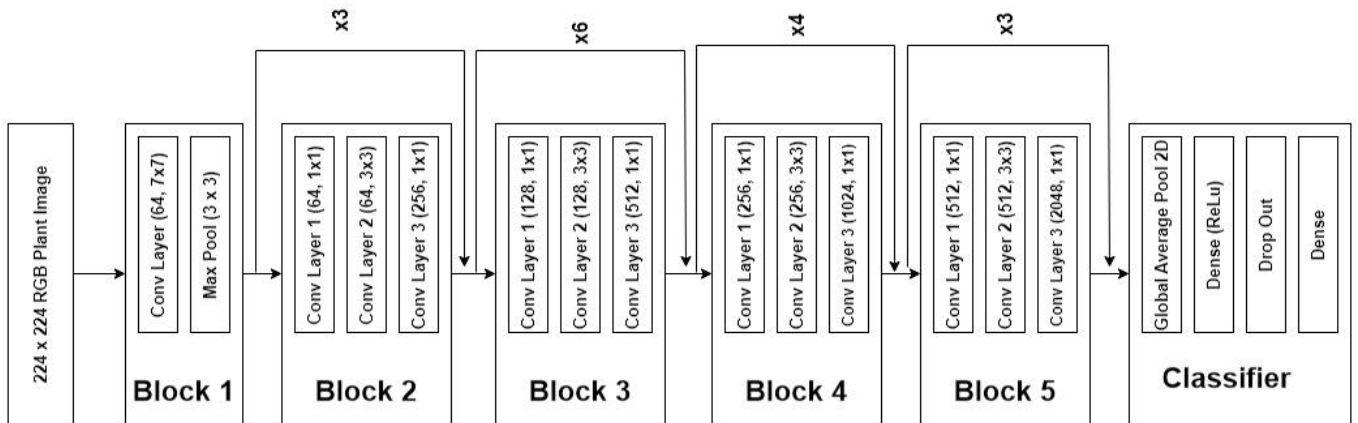 x3
x6
x4
x3
224 x 224 RGB Plant Image
Conv Layer (64, 7x7)
Max Pool (3 x 3)
Block 1
Conv Layer 1 (64, 1x1)
Conv Layer 2 (64, 3x3)
Conv Layer 3 (256, 1x1)
Block 2
Conv Layer 1 (128, 1x1)
Conv Layer 2 (128, 3x3)
Conv Layer 3 (512, 1x1)
Block 3
Conv Layer 1 (256, 1x1)
Conv Layer 2 (256, 3x3)
Conv Layer 3 (1024, 1x1)
Block 4
Conv Layer 1 (512, 1x1)
Conv Layer 2 (512, 3x3)
Conv Layer 3 (2048, 1x1)
Block 5
Global Average Pool 2D
Dense (ReLu)
Drop Out
Dense
Classifier